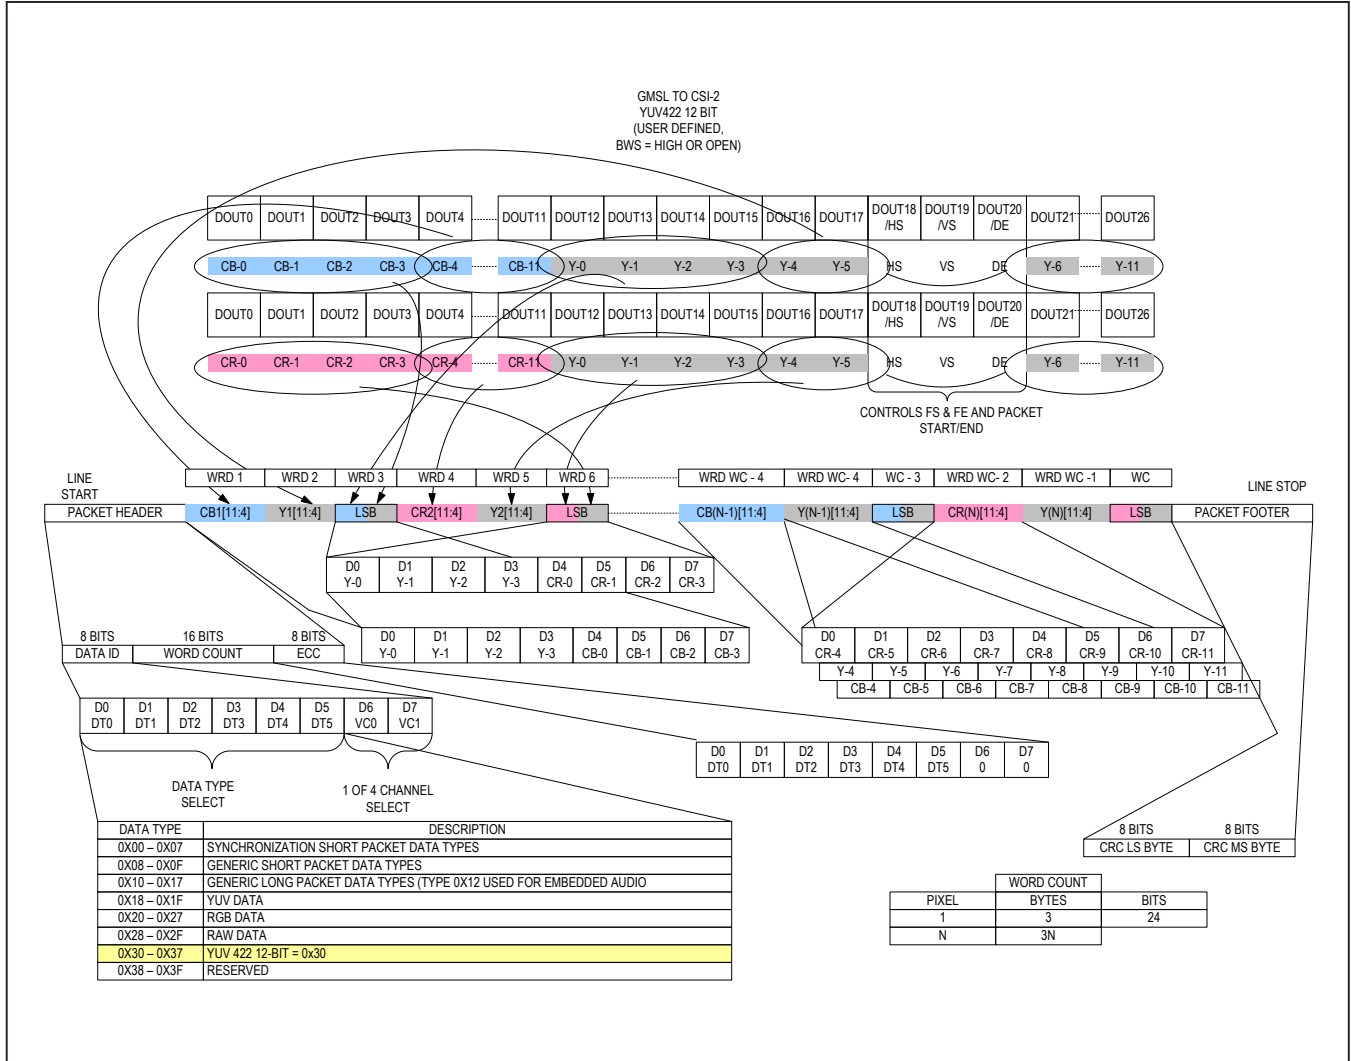 GMSL TO CSI-2
YUV422 12 BIT
(USER DEFINED,
BWS = HIGH OR OPEN)
DOUT0 DOUT1 DOUT2 DOUT3 DOUT4 DOUT11 DOUT12 DOUT13 DOUT14 DOUT15 DOUT16 DOUT17 DOUT18 /HS DOUT19 /VS DOUT20 /DE DOUT21 DOUT26
CB-0 CB-1 CB-2 CB-3 CB-4 CB-11 Y-0 Y-1 Y-2 Y-3 Y-4 Y-5 HS VS DE Y-6 Y-11
DOUT0 DOUT1 DOUT2 DOUT3 DOUT4 DOUT11 DOUT12 DOUT13 DOUT14 DOUT15 DOUT16 DOUT17 DOUT18 /HS DOUT19 /VS DOUT20 /DE DOUT21 DOUT26
CR-0 CR-1 CR-2 CR-3 CR-4 CR-11 Y-0 Y-1 Y-2 Y-3 Y-4 Y-5 HS VS DE Y-6 Y-11
CONTROLS FS & FE AND PACKET
START/END
LINE
START
WRD 1 WRD 2 WRD 3 WRD 4 WRD 5 WRD 6 WRD WC - 4 WRD WC- 4 WC - 3 WRD WC- 2 WRD WC -1 WC
LINE STOP
PACKET HEADER CB1[11:4] Y1[11:4] LSB CR2[11:4] Y2[11:4] LSB CB(N-1)[11:4] Y(N-1)[11:4] LSB CR(N)[11:4] Y(N)[11:4] LSB PACKET FOOTER
D0 D1 D2 D3 D4 D5 D6 D7
Y-0 Y-1 Y-2 Y-3 CR-0 CR-1 CR-2 CR-3
D0 D1 D2 D3 D4 D5 D6 D7
Y-0 Y-1 Y-2 Y-3 CB-0 CB-1 CB-2 CB-3
D0 D1 D2 D3 D4 D5 D6 D7
CR-4 CR-5 CR-6 CR-7 CR-8 CR-9 CR-10 CR-11
Y-4 Y-5 Y-6 Y-7 Y-8 Y-9 Y-10 Y-11
CB-4 CB-5 CB-6 CB-7 CB-8 CB-9 CB-10 CB-11
8 BITS 16 BITS 8 BITS
DATA ID WORD COUNT ECC
D0 D1 D2 D3 D4 D5 D6 D7
DT0 DT1 DT2 DT3 DT4 DT5 VC0 VC1
D0 D1 D2 D3 D4 D5 D6 D7
DT0 DT1 DT2 DT3 DT4 DT5 0 0
DATA TYPE
SELECT
1 OF 4 CHANNEL
SELECT
DATA TYPE DESCRIPTION
0X00 – 0X07 SYNCHRONIZATION SHORT PACKET DATA TYPES
0X08 – 0X0F GENERIC SHORT PACKET DATA TYPES
0X10 – 0X17 GENERIC LONG PACKET DATA TYPES (TYPE 0X12 USED FOR EMBEDDED AUDIO
0X18 – 0X1F YUV DATA
0X20 – 0X27 RGB DATA
0X28 – 0X2F RAW DATA
0X30 – 0X37 YUV 422 12-BIT = 0x30
0X38 – 0X3F RESERVED
8 BITS 8 BITS
CRC LS BYTE CRC MS BYTE
WORD COUNT
PIXEL BYTES BITS
1 3 24
N 3N